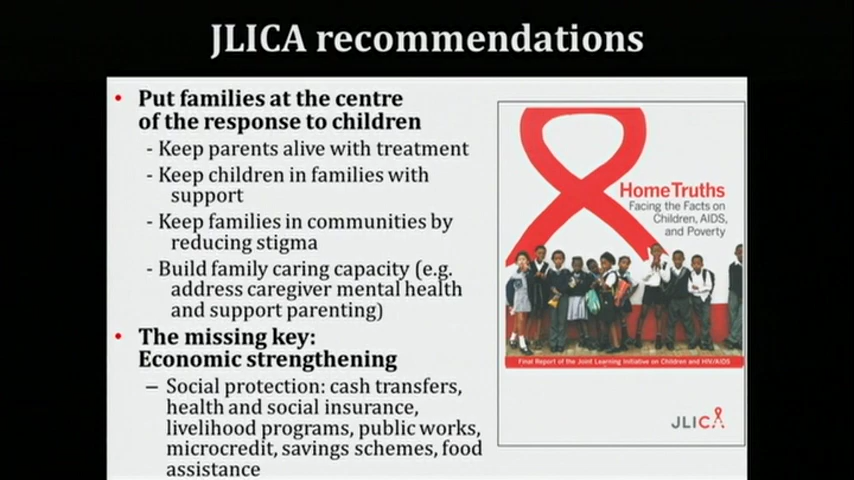 JLICA recommendations
• Put families at the centre
of the response to children
- Keep parents alive with treatment
- Keep children in families with
support
- Keep families in communities by
reducing stigma
- Build family caring capacity (e.g.
address caregiver mental health
and support parenting)
• The missing key:
Economic strengthening
– Social protection: cash transfers,
health and social insurance,
livelihood programs, public works,
microcredit, savings schemes, food
assistance
HomeTruths
Facing the Facts on
Children, AIDS,
and Poverty
Final Report of the Joint Learning Initiative on Children and HIV/AIDS
JLICA